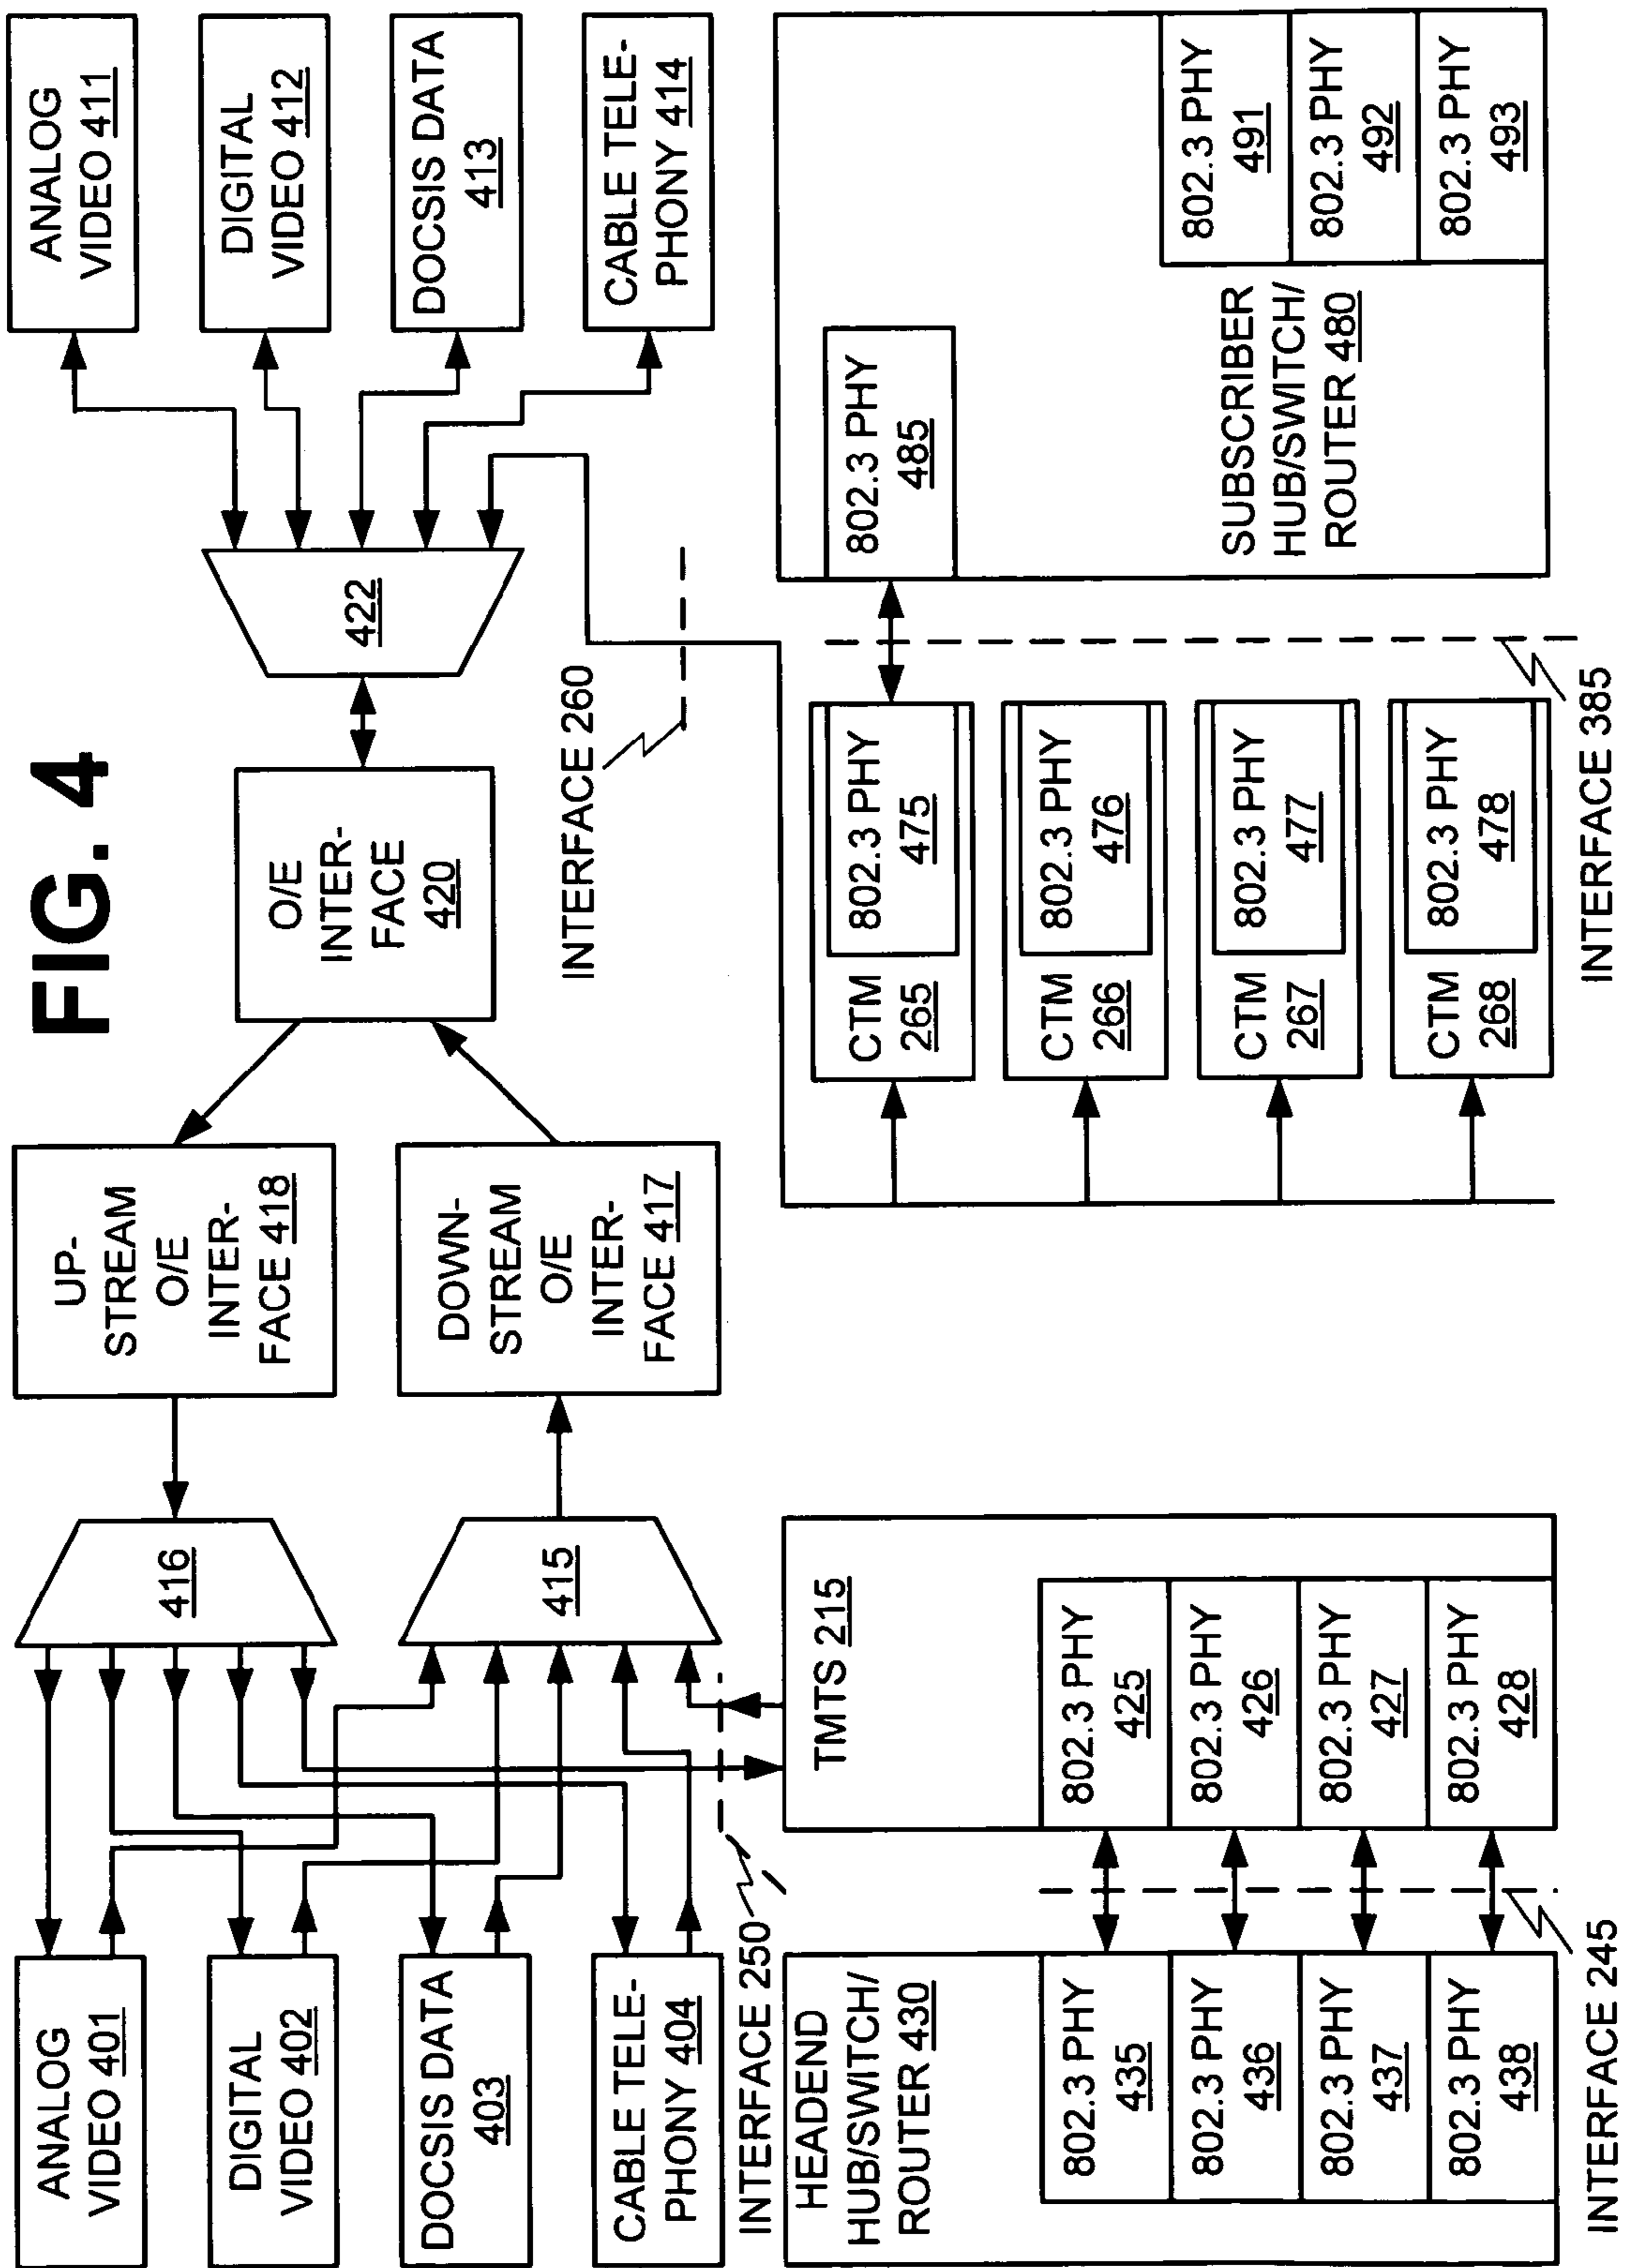 FIG. 4
ANALOG
VIDEO 401
DIGITAL
VIDEO 402
DOCSIS DATA
403
CABLE TELE-
PHONY 404
416
415
UP-
STREAM
O/E
INTER-
FACE 418
DOWN-
STREAM
O/E
INTER-
FACE 417
O/E
INTER-
FACE
420
422
ANALOG
VIDEO 411
DIGITAL
VIDEO 412
DOCSIS DATA
413
CABLE TELE-
PHONY 414
INTERFACE 250
INTERFACE 260
HEADEND
HUB/SWITCH/
ROUTER 430
802.3 PHY
435
802.3 PHY
436
802.3 PHY
437
802.3 PHY
438
INTERFACE 245
TMTS 215
802.3 PHY
425
802.3 PHY
426
802.3 PHY
427
802.3 PHY
428
CTM
265
802.3 PHY
475
CTM
266
802.3 PHY
476
CTM
267
802.3 PHY
477
CTM
268
802.3 PHY
478
INTERFACE 385
802.3 PHY
485
SUBSCRIBER
HUB/SWITCH/
ROUTER 480
802.3 PHY
491
802.3 PHY
492
802.3 PHY
493